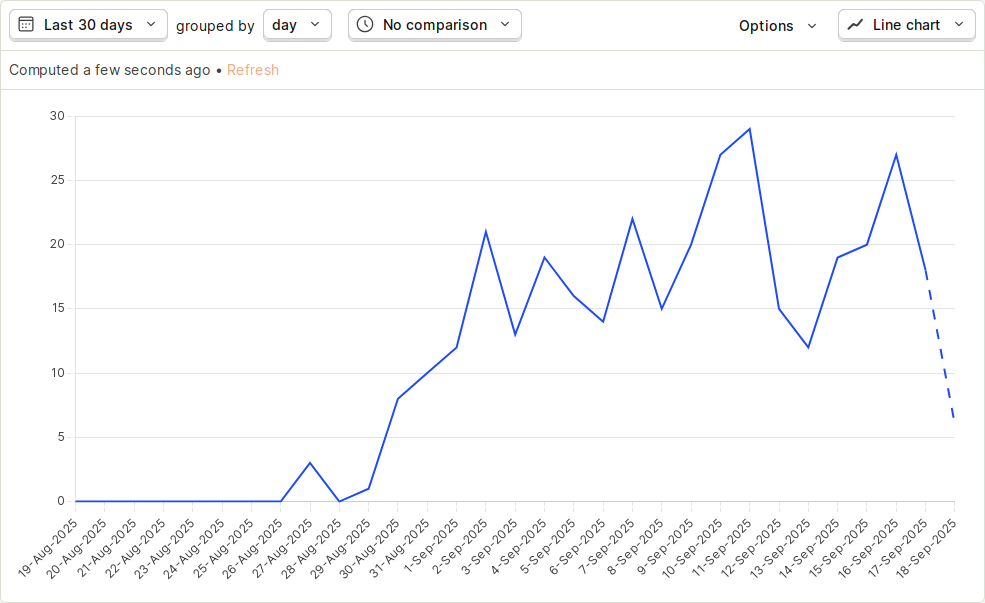 Last 30 days grouped by day No comparison Options Line chart
Computed a few seconds ago • Refresh
30
25
20
15
10
5
0
19-Aug-2025
20-Aug-2025
21-Aug-2025
22-Aug-2025
23-Aug-2025
24-Aug-2025
25-Aug-2025
26-Aug-2025
27-Aug-2025
28-Aug-2025
29-Aug-2025
30-Aug-2025
31-Aug-2025
1-Sep-2025
2-Sep-2025
3-Sep-2025
4-Sep-2025
5-Sep-2025
6-Sep-2025
7-Sep-2025
8-Sep-2025
9-Sep-2025
10-Sep-2025
11-Sep-2025
12-Sep-2025
13-Sep-2025
14-Sep-2025
15-Sep-2025
16-Sep-2025
17-Sep-2025
18-Sep-2025